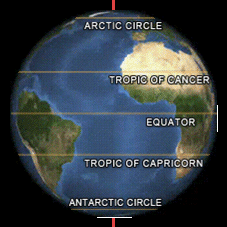 ARCTIC CIRCLE
TROPIC OF CANCER
EQUATOR
TROPIC OF CAPRICORN
ANTARCTIC CIRCLE